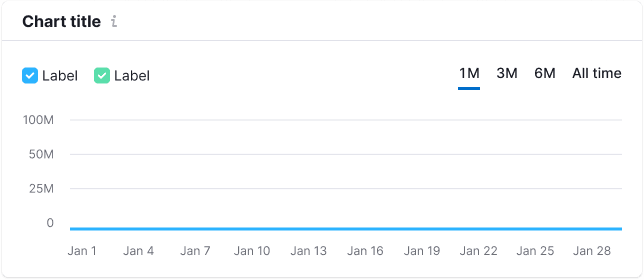 Chart title
Label Label 1M 3M 6M All time
100M
50M
25M
0
Jan 1 Jan 4 Jan 7 Jan 10 Jan 13 Jan 16 Jan 19 Jan 22 Jan 25 Jan 28